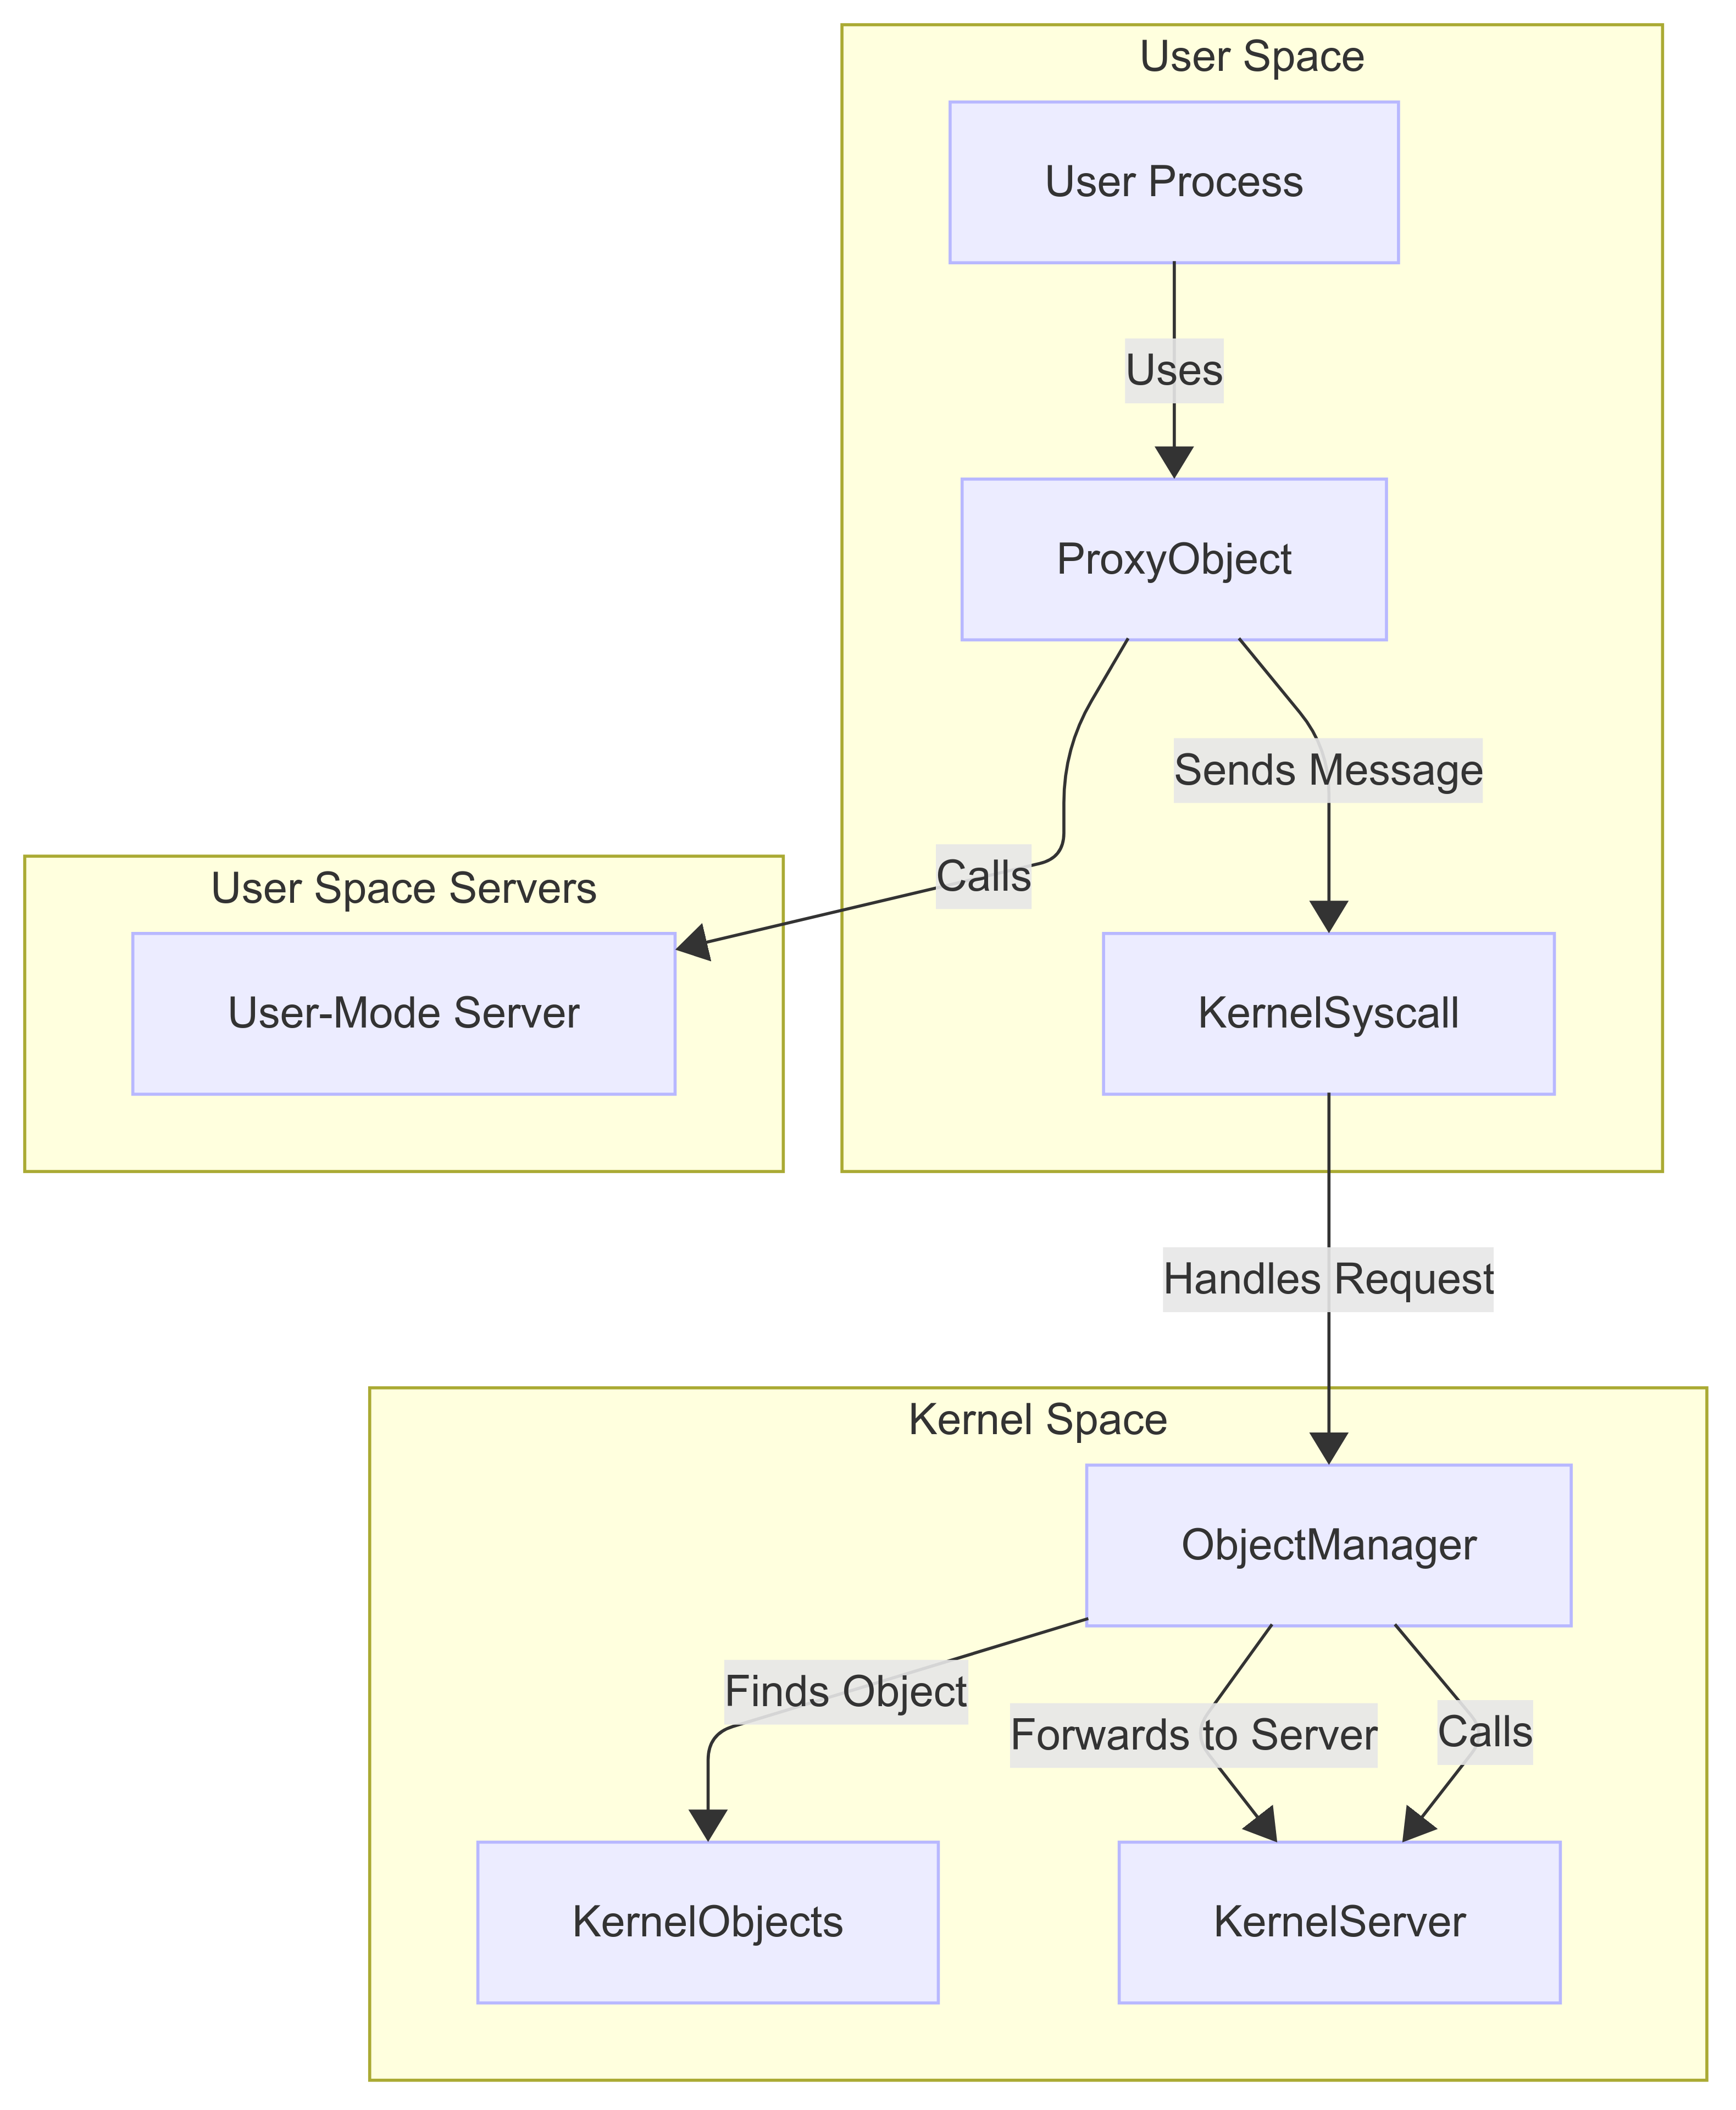 User Space
User Process
Uses
ProxyObject
Sends Message
Calls
User Space Servers
User-Mode Server
KernelSyscall
Handles Request
Kernel Space
ObjectManager
Finds Object
Forwards to Server
Calls
KernelObjects
KernelServer